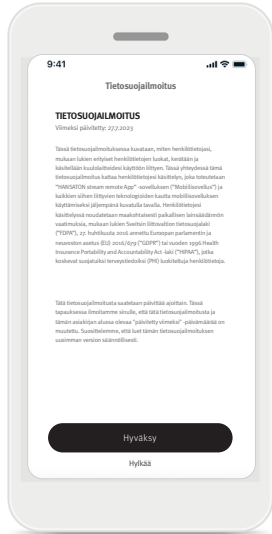 9:41
Tietosuojailmoitus
TIETOSUOJAILMOITUS
Viimeksi päivitetty: 27.7.2023
Tässä tietosuojailmoituksessa kuvataan, miten henkilötietojasi,
mukaan lukien erityiset henkilötietojen luokat, kerätään ja
käsitellään kuulolaitteidesi käyttöön liittyen. Tässä yhteydessä tämä
tietosuojailmoitus kattaa henkilötietojesi käsittelyn, joka toteutetaan
"HANSATON stream remote App" -sovelluksen ("Mobiilisovellus") ja
kaikkien siihen liittyvien teknologioiden kautta mobiilisovelluksen
käyttämiseksi jäljempänä kuvatulla tavalla. Henkilötietojesi
käsittelyssä noudatetaan maakohtaisesti paikallisen lainsäädännön
vaatimuksia, mukaan lukien Sveitsin liittovaltion tietosuojalaki
("FDPA"), 27. huhtikuuta 2016 annettu Euroopan parlamentin ja
neuvoston asetus (EU) 2016/679 ("GDPR") tai vuoden 1996 Health
Insurance Portability and Accountability Act -laki ("HIPAA"), jotka
koskevat suojatuiksi terveystiedoiksi (PHI) luokiteltuja henkilötietoja.
Tätä tietosuojailmoitusta saatetaan päivittää ajoittain. Tässä
tapauksessa ilmoitamme sinulle, että tätä tietosuojailmoitusta ja
tämän asiakirjan alussa olevaa "päivitetty viimeksi" -päivämäärää on
muutettu. Suosittelemme, että luet tämän tietosuojailmoituksen
uusimman version säännöllisesti.
Hyväksy
Hylkää